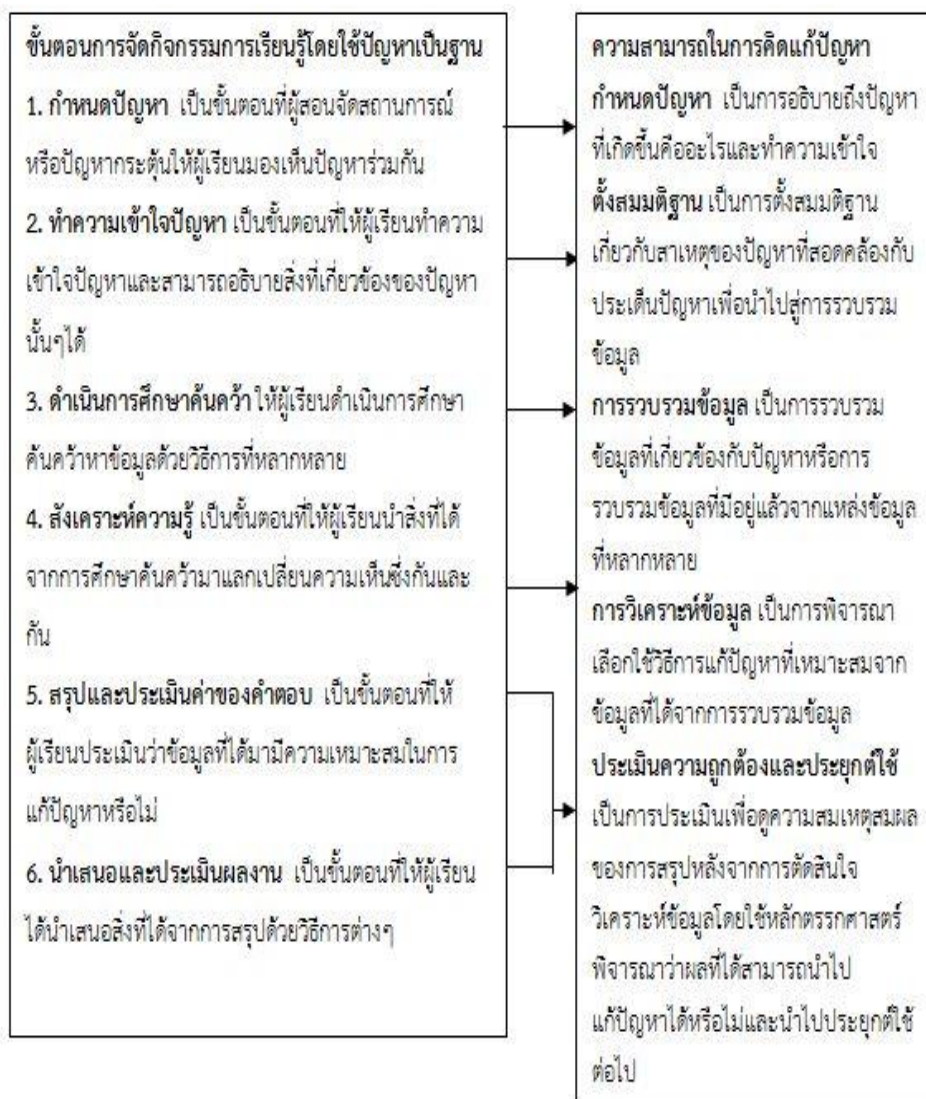 ขั้นตอนการจัดกิจกรรมการเรียนรู้โดยใช้ปัญหาเป็นฐาน
1. กำหนดปัญหา เป็นขั้นตอนที่ผู้สอนจัดสถานการณ์
หรือปัญหากระตุ้นให้ผู้เรียนมองเห็นปัญหาร่วมกัน
2. ทำความเข้าใจปัญหา เป็นขั้นตอนที่ให้ผู้เรียนทำความ
เข้าใจปัญหาและสามารถอธิบายสิ่งที่เกี่ยวข้องของปัญหา
นั้นๆได้
3. ดำเนินการศึกษาค้นคว้า ให้ผู้เรียนดำเนินการศึกษา
ค้นคว้าหาข้อมูลด้วยวิธีการที่หลากหลาย
4. สังเคราะห์ความรู้ เป็นขั้นตอนที่ให้ผู้เรียนนำสิ่งที่ได้
จากการศึกษาค้นคว้ามาแลกเปลี่ยนความเห็นซึ่งกันและ
กัน
5. สรุปและประเมินค่าของคำตอบ เป็นขั้นตอนที่ให้
ผู้เรียนประเมินว่าข้อมูลที่ได้มามีความเหมาะสมในการ
แก้ปัญหาหรือไม่
6. นำเสนอและประเมินผลงาน เป็นขั้นตอนที่ให้ผู้เรียน
ได้นำเสนอสิ่งที่ได้จากการสรุปด้วยวิธีการต่างๆ
ความสามารถในการคิดแก้ปัญหา
กำหนดปัญหา เป็นการอธิบายถึงปัญหา
ที่เกิดขึ้นคืออะไรและทำความเข้าใจ
ตั้งสมมติฐาน เป็นการตั้งสมมติฐาน
เกี่ยวกับสาเหตุของปัญหาที่สอดคล้องกับ
ประเด็นปัญหาเพื่อนำไปสู่การรวบรวม
ข้อมูล
การรวบรวมข้อมูล เป็นการรวบรวม
ข้อมูลที่เกี่ยวข้องกับปัญหาหรือการ
รวบรวมข้อมูลที่มีอยู่แล้วจากแหล่งข้อมูล
ที่หลากหลาย
การวิเคราะห์ข้อมูล เป็นการพิจารณา
เลือกใช้วิธีการแก้ปัญหาที่เหมาะสมจาก
ข้อมูลที่ได้จากการรวบรวมข้อมูล
ประเมินความถูกต้องและประยุกต์ใช้
เป็นการประเมินเพื่อดูความสมเหตุสมผล
ของการสรุปหลังจากการตัดสินใจ
วิเคราะห์ข้อมูลโดยใช้หลักตรรกศาสตร์
พิจารณาว่าผลที่ได้สามารถนำไป
แก้ปัญหาได้หรือไม่และนำไปประยุกต์ใช้
ต่อไป